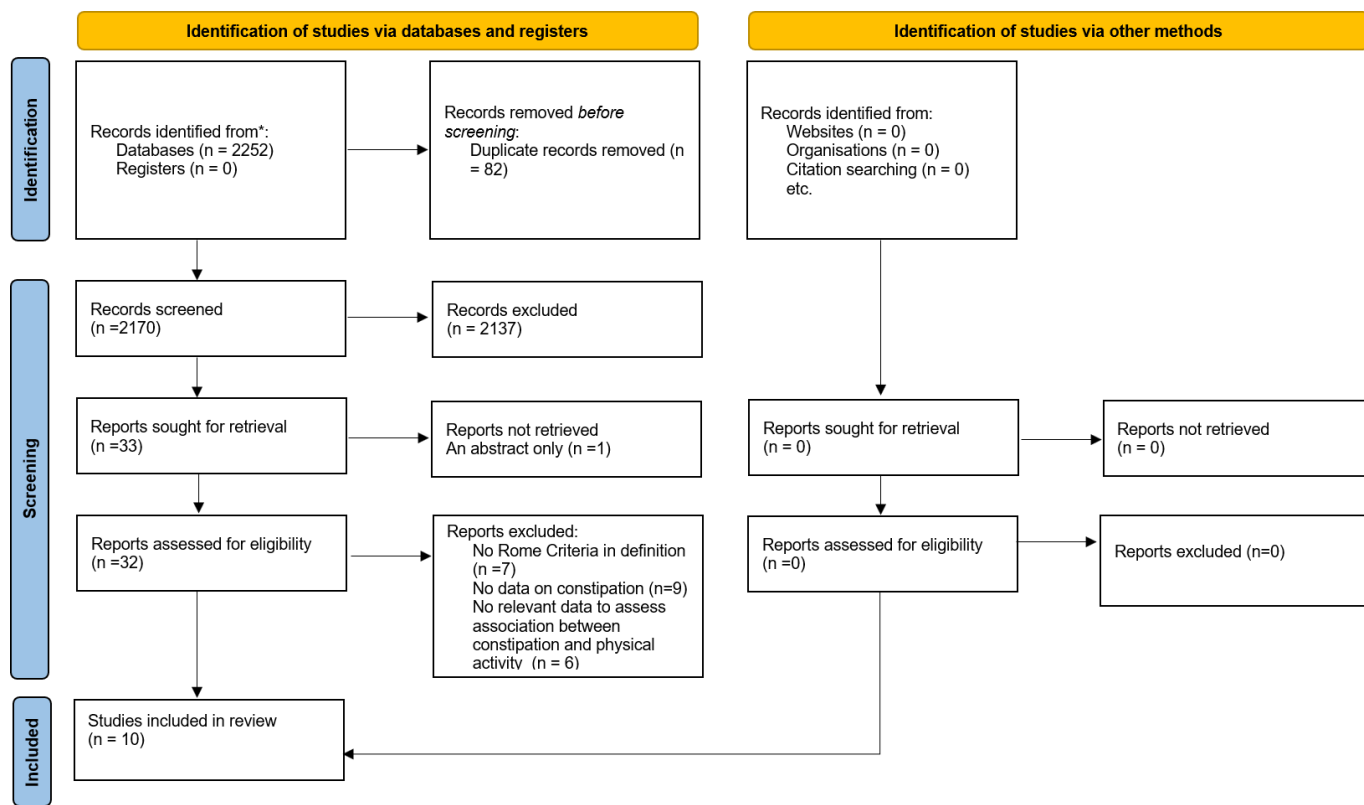 Identification of studies via databases and registers
Identification of studies via other methods
Identification
Records identified from*:
Databases (n = 2252)
Registers (n = 0)
Records removed before
screening:
Duplicate records removed (n
= 82)
Records identified from:
Websites (n = 0)
Organisations (n = 0)
Citation searching (n = 0)
etc.
Screening
Records screened
(n =2170)
Records excluded
(n = 2137)
Reports sought for retrieval
(n =33)
Reports not retrieved
An abstract only (n =1)
Reports sought for retrieval
(n = 0)
Reports not retrieved
(n = 0)
Reports assessed for eligibility
(n =32)
Reports excluded:
No Rome Criteria in definition
(n =7)
No data on constipation (n=9)
No relevant data to assess
association between
constipation and physical
activity  (n = 6)
Reports assessed for eligibility
(n =0)
Reports excluded (n=0)
Included
Studies included in review
(n = 10)